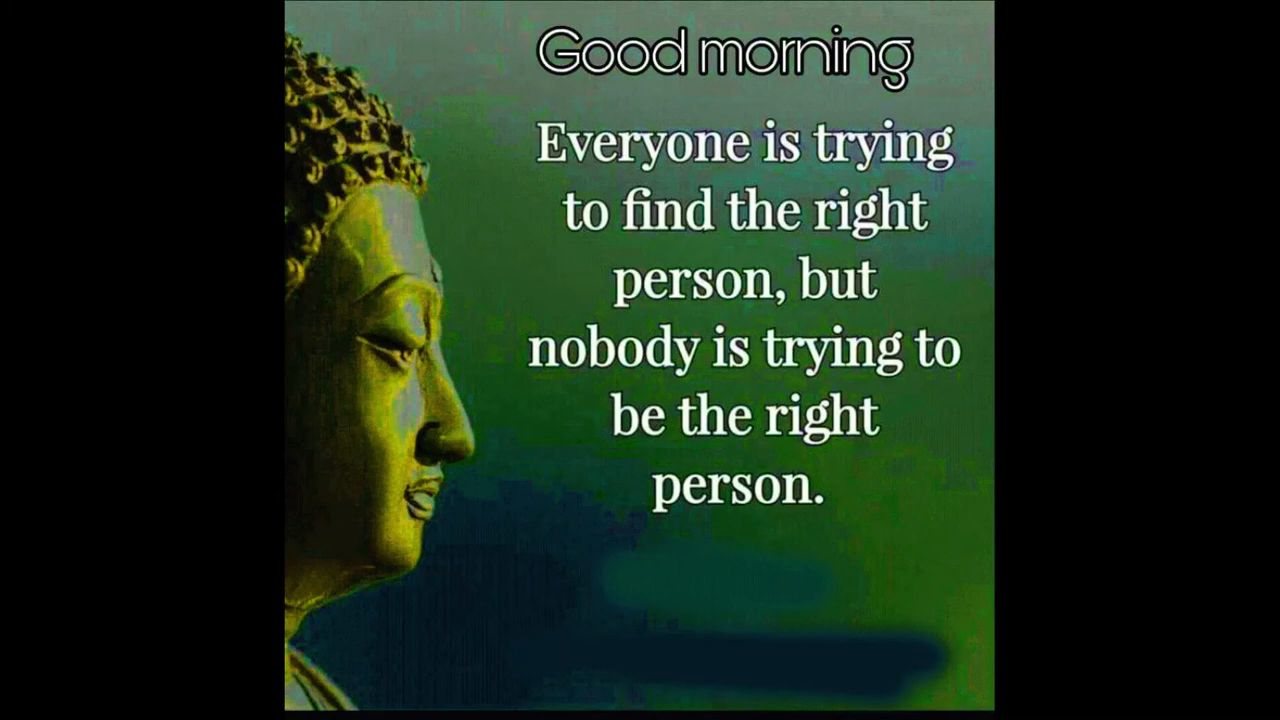 Good morning
Everyone is trying
to find the right
person, but
nobody is trying to
be the right
person.